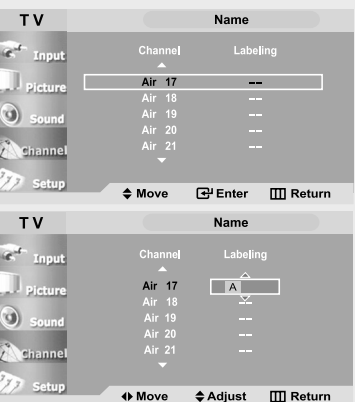 T V Name
Input
Channel Labeling
Picture
Air 17 --
Air 18 --
Sound
Air 19 --
Air 20 --
Channel
Air 21 --
Setup
Move Enter Return
T V Name
Input
Channel Labeling
Picture
Air 17 A
Air 18 --
Sound
Air 19 --
Air 20 --
Channel
Air 21 --
Setup
Move Adjust Return